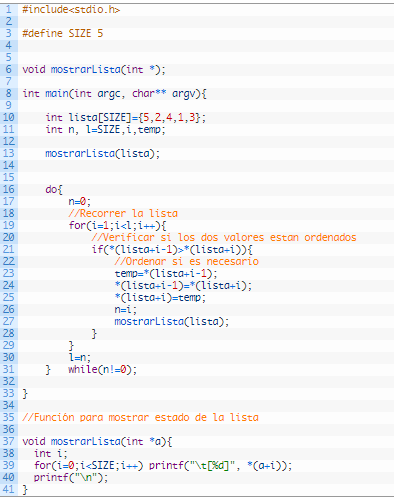 1 #include<stdio.h>
2
3 #define SIZE 5
4
5
6 void mostrarLista(int *);
7
8 int main(int argc, char** argv){
9
10     int lista[SIZE]={5,2,4,1,3};
11     int n, l=SIZE,i,temp;
12
13     mostrarLista(lista);
14
15
16     do{
17         n=0;
18         //Recorrer la lista
19         for(i=1;i<l;i++){
20             //Verificar si los dos valores estan ordenados
21             if(*(lista+i-1)>*(lista+i)){
22                 //Ordenar si es necesario
23                 temp=*(lista+i-1);
24                 *(lista+i-1)=*(lista+i);
25                 *(lista+i)=temp;
26                 n=i;
27                 mostrarLista(lista);
28             }
29         }
30         l=n;
31     }   while(n!=0);
32
33 }
34
35 //Función para mostrar estado de la lista
36
37 void mostrarLista(int *a){
38   int i;
39   for(i=0;i<SIZE;i++) printf("\t[%d]", *(a+i));
40   printf("\n");
41 }